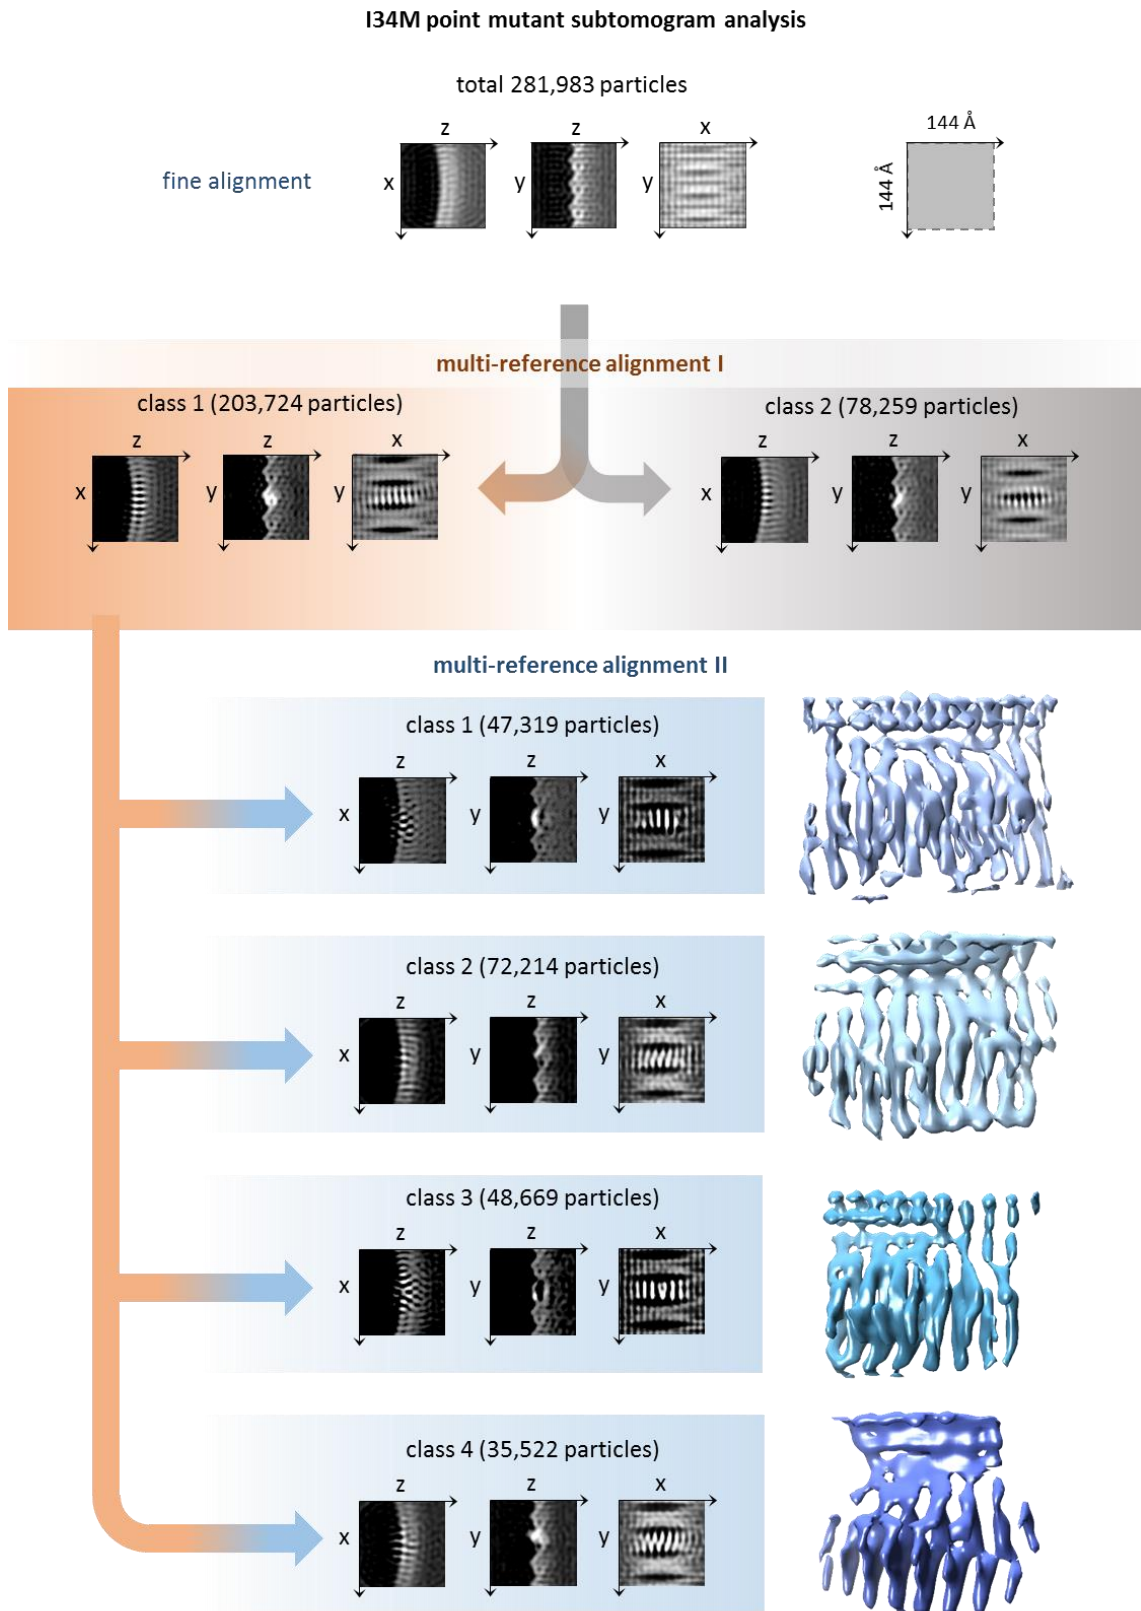 I34M point mutant subtomogram analysis
total 281,983 particles
z z x
144 Å
fine alignment
x y y
144 Å
multi-reference alignment I
class 1 (203,724 particles)
class 2 (78,259 particles)
z z x
z z x
x y y
x y y
multi-reference alignment II
class 1 (47,319 particles)
z z x
x y y
class 2 (72,214 particles)
z z x
x y y
class 3 (48,669 particles)
z z x
x y y
class 4 (35,522 particles)
z z x
x y y